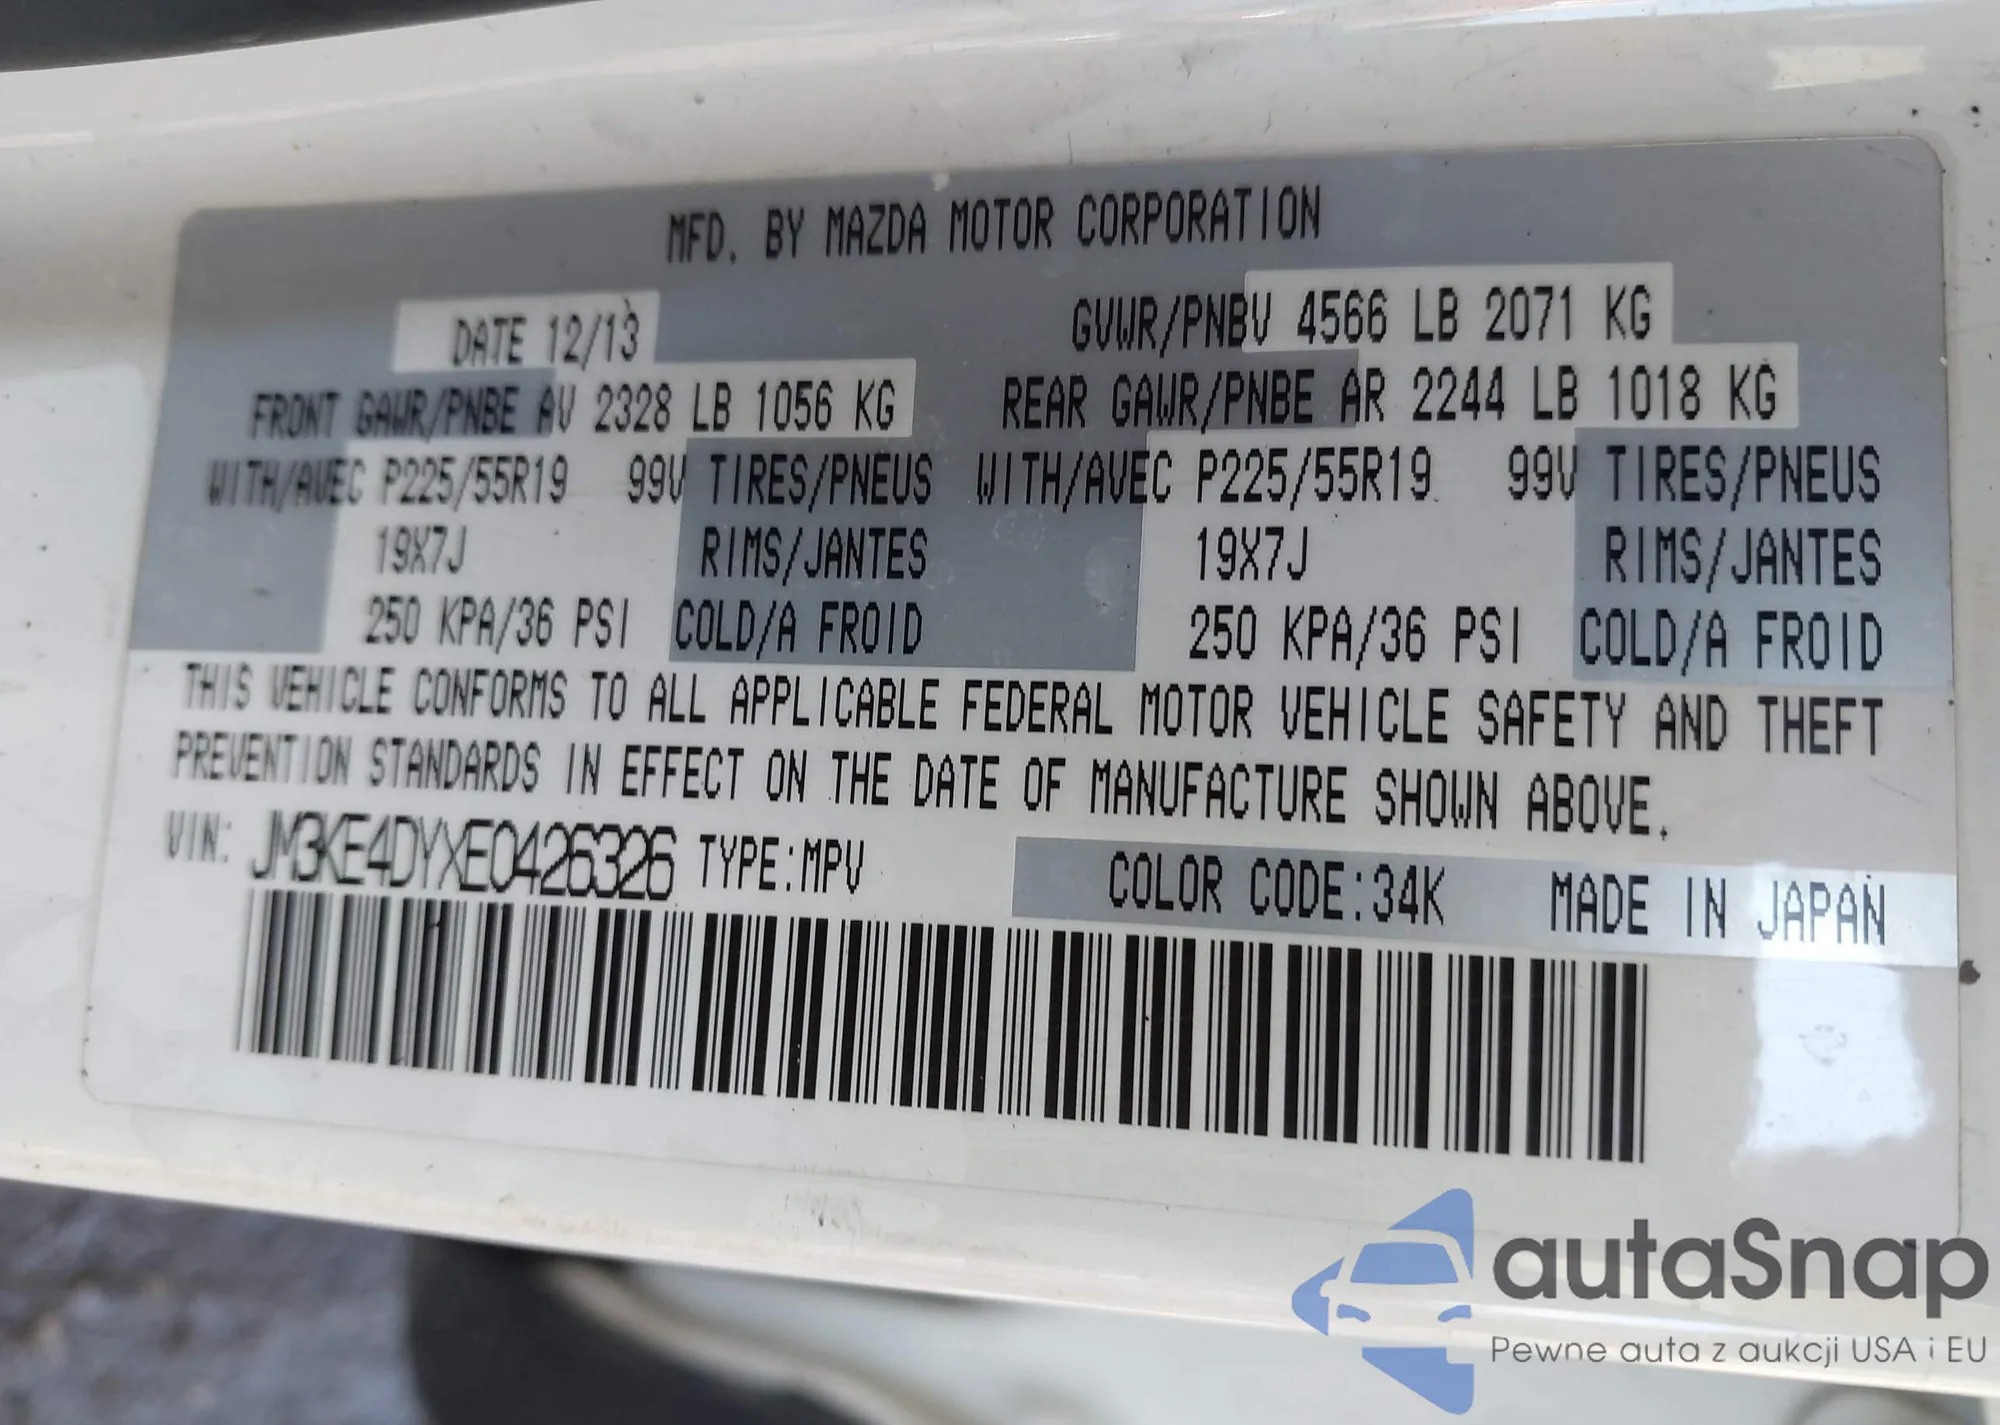 MFD. BY MAZDA MOTOR CORPORATION
DATE 12/13 GVWR/PNBV 4566 LB 2071 KG
FRONT GAWR/PNBE AV 2328 LB 1056 KG REAR GAWR/PNBE AR 2244 LB 1018 KG
WITH/AVEC P225/55R19 99V TIRES/PNEUS WITH/AVEC P225/55R19 99V TIRES/PNEUS
19X7J RIMS/JANTES 19X7J RIMS/JANTES
250 KPA/36 PSI COLD/A FROID 250 KPA/36 PSI COLD/A FROID
THIS VEHICLE CONFORMS TO ALL APPLICABLE FEDERAL MOTOR VEHICLE SAFETY AND THEFT
PREVENTION STANDARDS IN EFFECT ON THE DATE OF MANUFACTURE SHOWN ABOVE.
VIN: JM3KE4DYXE0426326 TYPE:MPV COLOR CODE:34K MADE IN JAPAN
autaSnap
Pewne auta z aukcji USA i EU